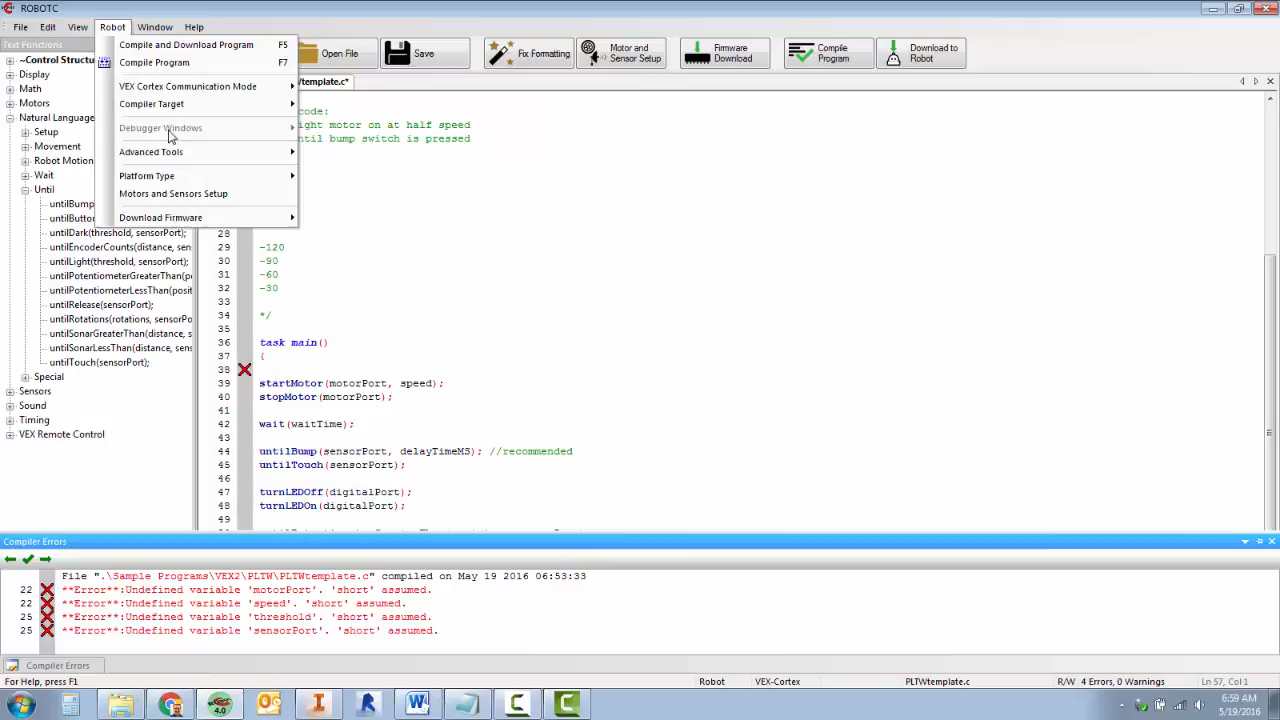 ROBOTC
File Edit View Robot Window Help
Text Functions
Open File
Save
Fix Formatting
Motor and Sensor Setup
Firmware Download
Compile Program
Download to Robot
Compile and Download Program F5
Compile Program F7
VEX Cortex Communication Mode
Compiler Target
Debugger Windows
Advanced Tools
Platform Type
Motors and Sensors Setup
Download Firmware
~Control Structu
Display
Math
Motors
Natural Language
Setup
Movement
Robot Motion
Wait
Until
untilBump
untilButton
untilDark(threshold, sensorPort);
untilEncoderCounts(distance, sen
untilLight(threshold, sensorPort);
untilPotentiometerGreaterThan(p
untilPotentiometerLessThan(posit
untilRelease(sensorPort);
untilRotations(rotations, sensorPo
untilSonarGreaterThan(distance, s
untilSonarLessThan(distance, sens
untilTouch(sensorPort);
Special
Sensors
Sound
Timing
VEX Remote Control
template.c*
code:
ight motor on at half speed
ntil bump switch is pressed
28
29 -120
30 -90
31 -60
32 -30
33
34 */
35
36 task main()
37 {
38
39 startMotor(motorPort, speed);
40 stopMotor(motorPort);
41
42 wait(waitTime);
43
44 untilBump(sensorPort, delayTimeMS); //recommended
45 untilTouch(sensorPort);
46
47 turnLEDOff(digitalPort);
48 turnLEDOn(digitalPort);
49
Compiler Errors
File ".\Sample Programs\VEX2\PLTW\PLTWtemplate.c" compiled on May 19 2016 06:53:33
22 **Error**:Undefined variable 'motorPort'. 'short' assumed.
22 **Error**:Undefined variable 'speed'. 'short' assumed.
25 **Error**:Undefined variable 'threshold'. 'short' assumed.
25 **Error**:Undefined variable 'sensorPort'. 'short' assumed.
Compiler Errors
For Help, press F1 Robot VEX-Cortex PLTWtemplate.c R/W 4 Errors, 0 Warnings Ln 57, Col 1
4.0
6:59 AM
5/19/2016